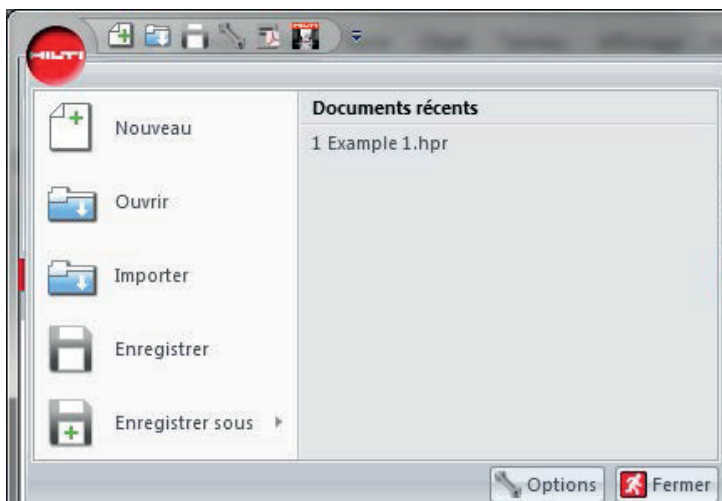 HILTI
Nouveau
Ouvrir
Importer
Enregistrer
Enregistrer sous
Documents récents
1 Example 1.hpr
Options
Fermer